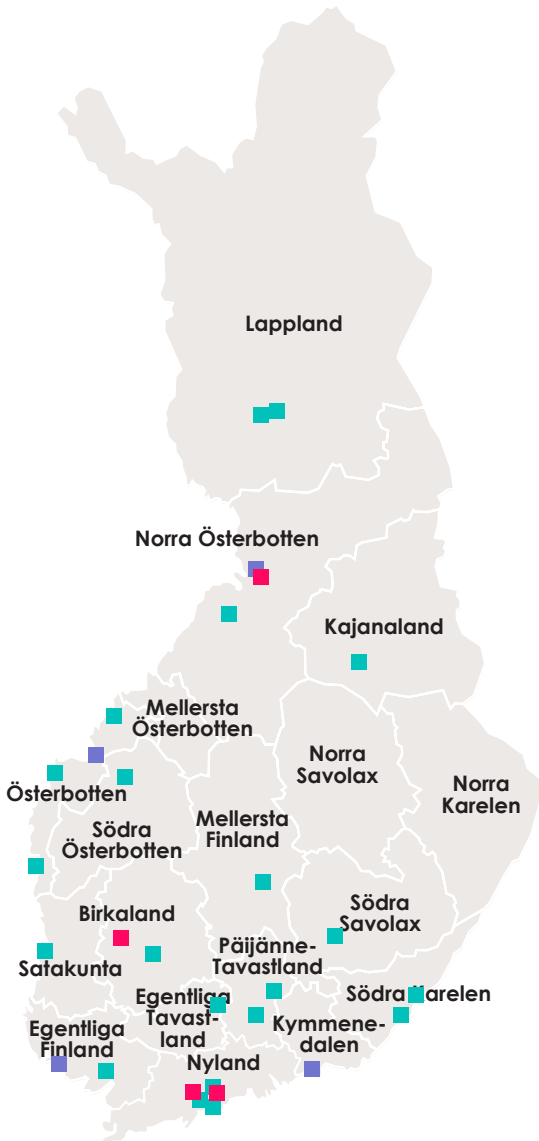 Lappland
Norra Österbotten
Kajanaland
Mellersta
Österbotten
Norra
Savolax
Norra
Karelen
Österbotten
Mellersta
Finland
Södra
Österbotten
Södra
Savolax
Birkaland
Päijänne-
Tavastland
Satakunta
Egentliga
Tavast-
land
Södra Karelen
Kymmene-
dalen
Egentliga
Finland
Nyland